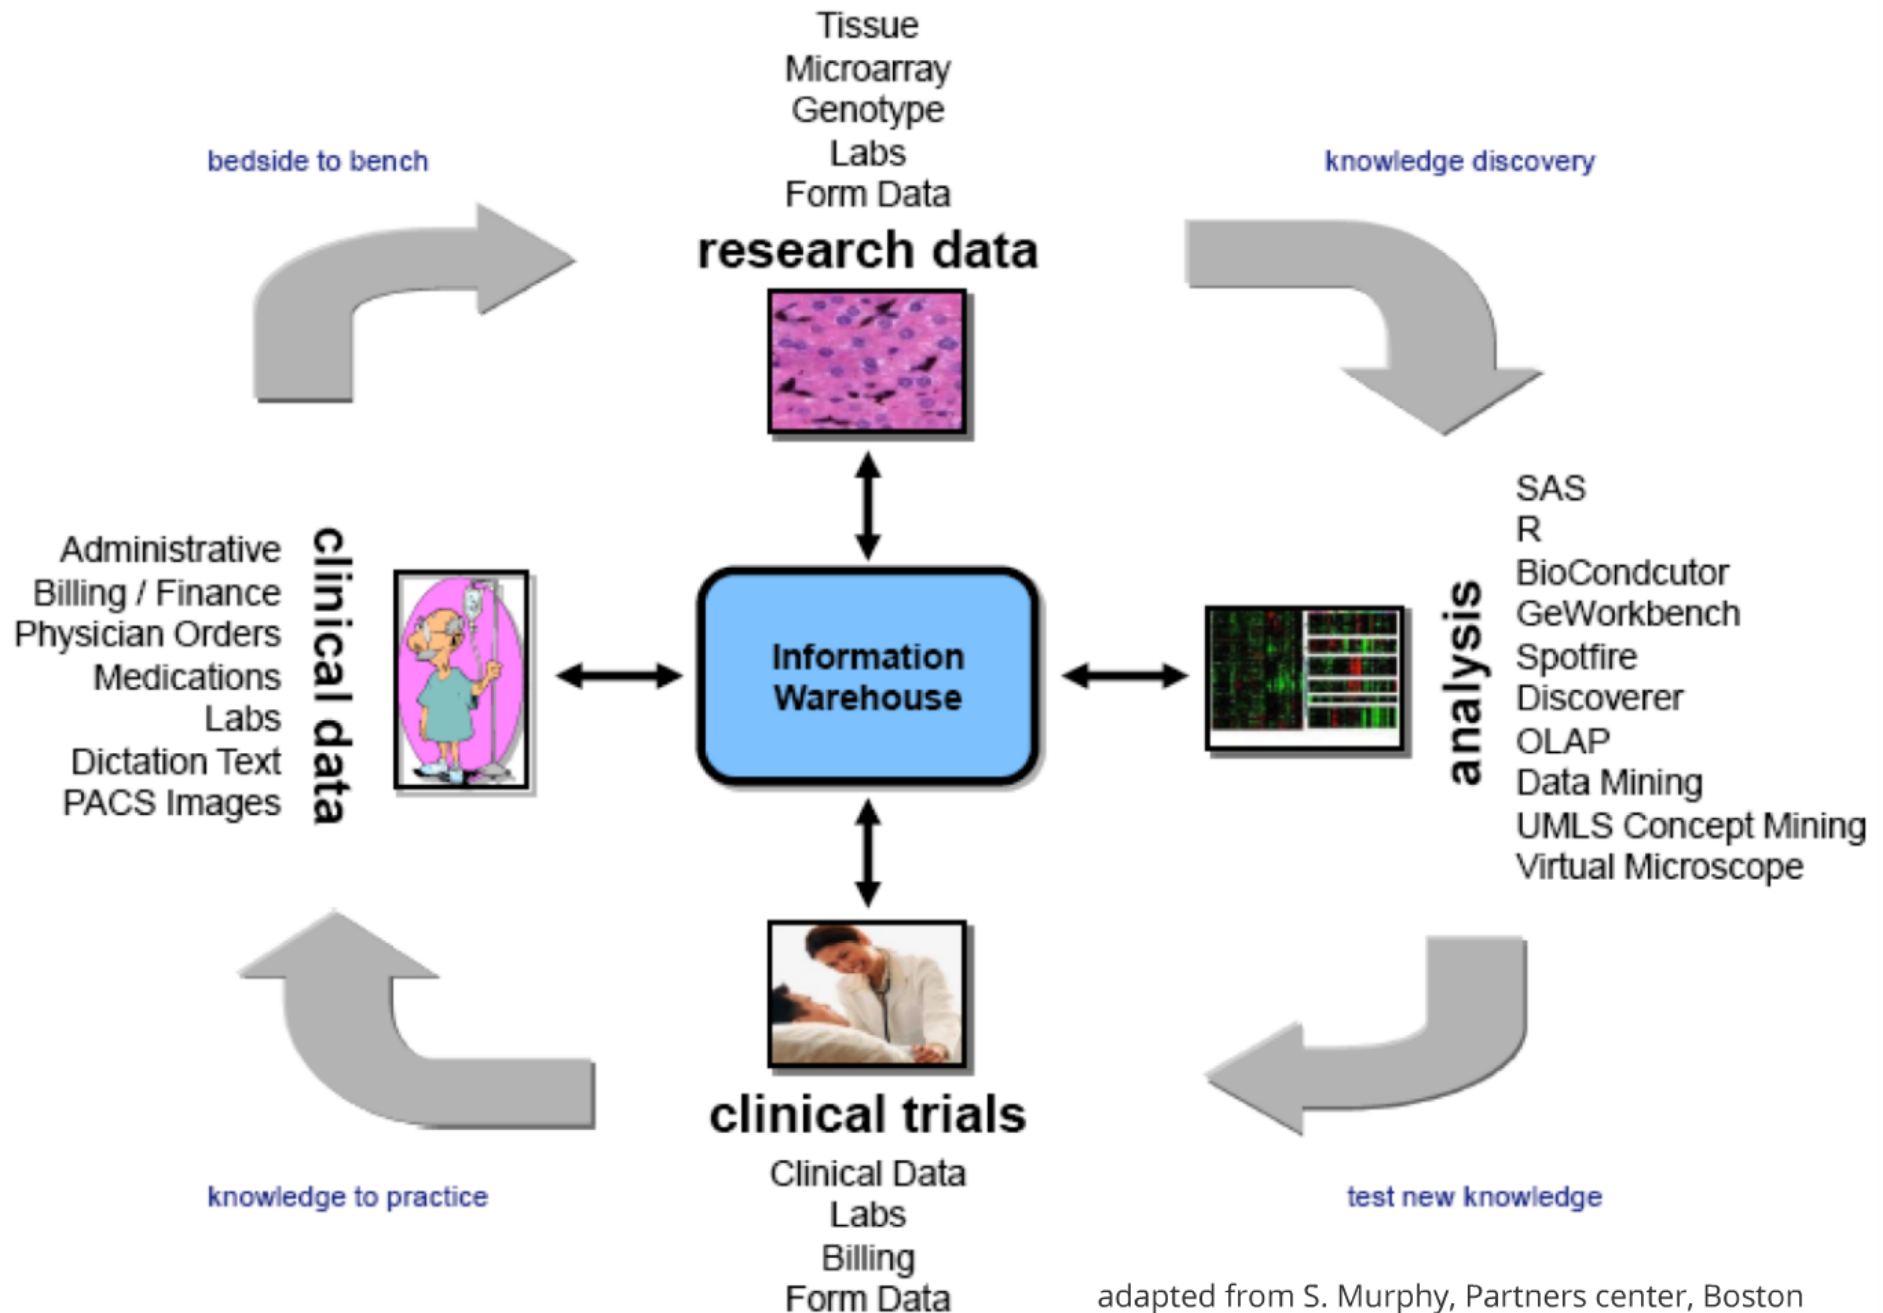 Tissue
Microarray
Genotype
Labs
Form Data
research data
bedside to bench
knowledge discovery
Administrative
Billing / Finance
Physician Orders
Medications
Labs
Dictation Text
PACS Images
clinical data
Information
Warehouse
analysis
SAS
R
BioCondcutor
GeWorkbench
Spotfire
Discoverer
OLAP
Data Mining
UMLS Concept Mining
Virtual Microscope
clinical trials
Clinical Data
Labs
Billing
Form Data
knowledge to practice
test new knowledge
adapted from S. Murphy, Partners center, Boston